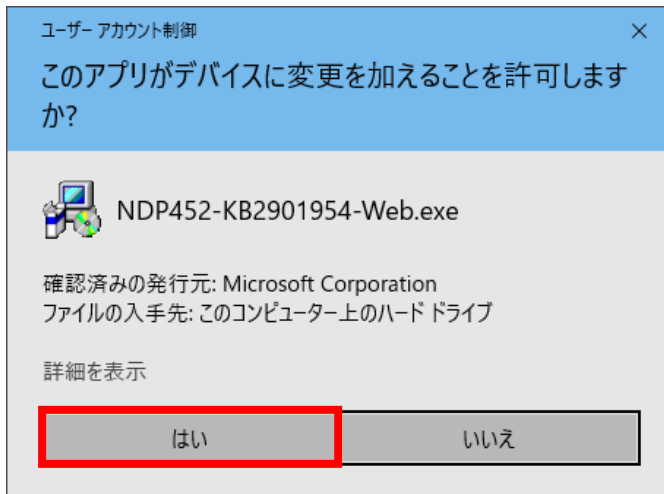 ユーザー アカウント制御
このアプリがデバイスに変更を加えることを許可します
か?
NDP452-KB2901954-Web.exe
確認済みの発行元: Microsoft Corporation
ファイルの入手先: このコンピューター上のハード ドライブ
詳細を表示
はい いいえ